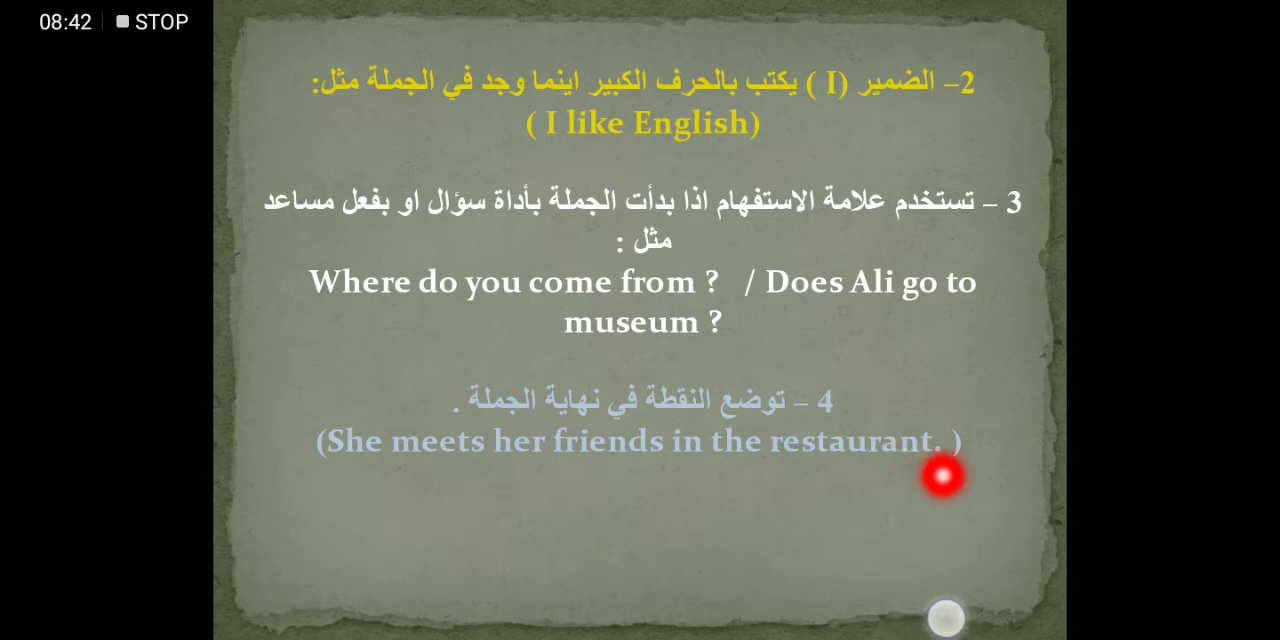 08:42 STOP
2– الضمير (I ) يكتب بالحرف الكبير اينما وجد في الجملة مثل:
( I like English)
3 – تستخدم علامة الاستفهام اذا بدأت الجملة بأداة سؤال او بفعل مساعد
مثل :
Where do you come from ? / Does Ali go to
museum ?
4 – توضع النقطة في نهاية الجملة .
(She meets her friends in the restaurant. )